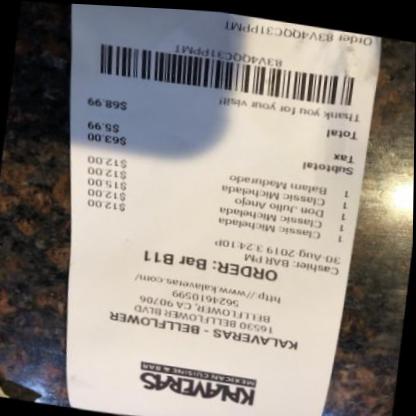 KALAVERAS
MEXICAN CUISINE & BAR
KALAVERAS - BELLFLOWER
16530 BELLFLOWER BLVD
BELLFLOWER, CA 90706
5624610599
http://www.kalaveras.com/
ORDER: Bar B11
Cashier: BAR PM
30-Aug-2019 3:24:10P
1 Classic Michelada $12.00
1 Classic Michelada $12.00
1 Don Julio Anejo $15.00
1 Classic Michelada $12.00
1 Balam Madurado $12.00
Subtotal $63.00
Tax $5.99
Total $68.99
Thank you for your visit!
83V40QC31PPMT
Order 83V40QC31PPMT